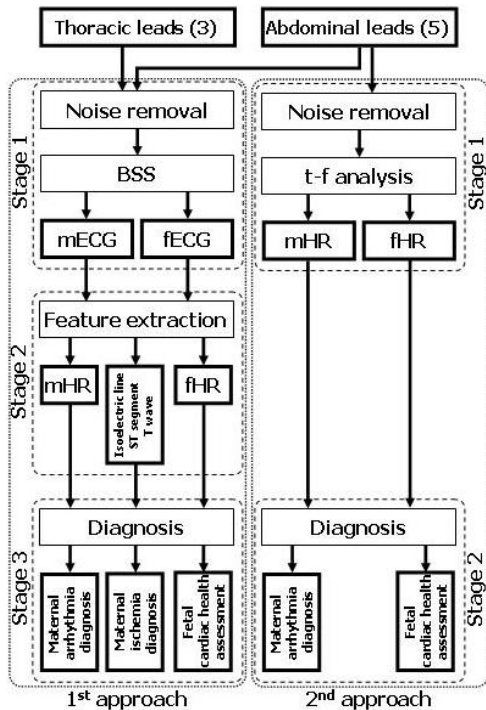 Thoracic leads (3)
Abdominal leads (5)
Stage 1
Noise removal
BSS
mECG
fECG
Stage 2
Feature extraction
mHR
Isoelectric line
ST segment
T wave
fHR
Stage 3
Diagnosis
Maternal
arrhythmia
diagnosis
Maternal
ischemia
diagnosis
Fetal
cardiac health
assessment
1st approach
Noise removal
t-f analysis
mHR
fHR
Stage 1
Diagnosis
Stage 2
Maternal
arrhythmia
diagnosis
Fetal
cardiac health
assessment
2nd approach